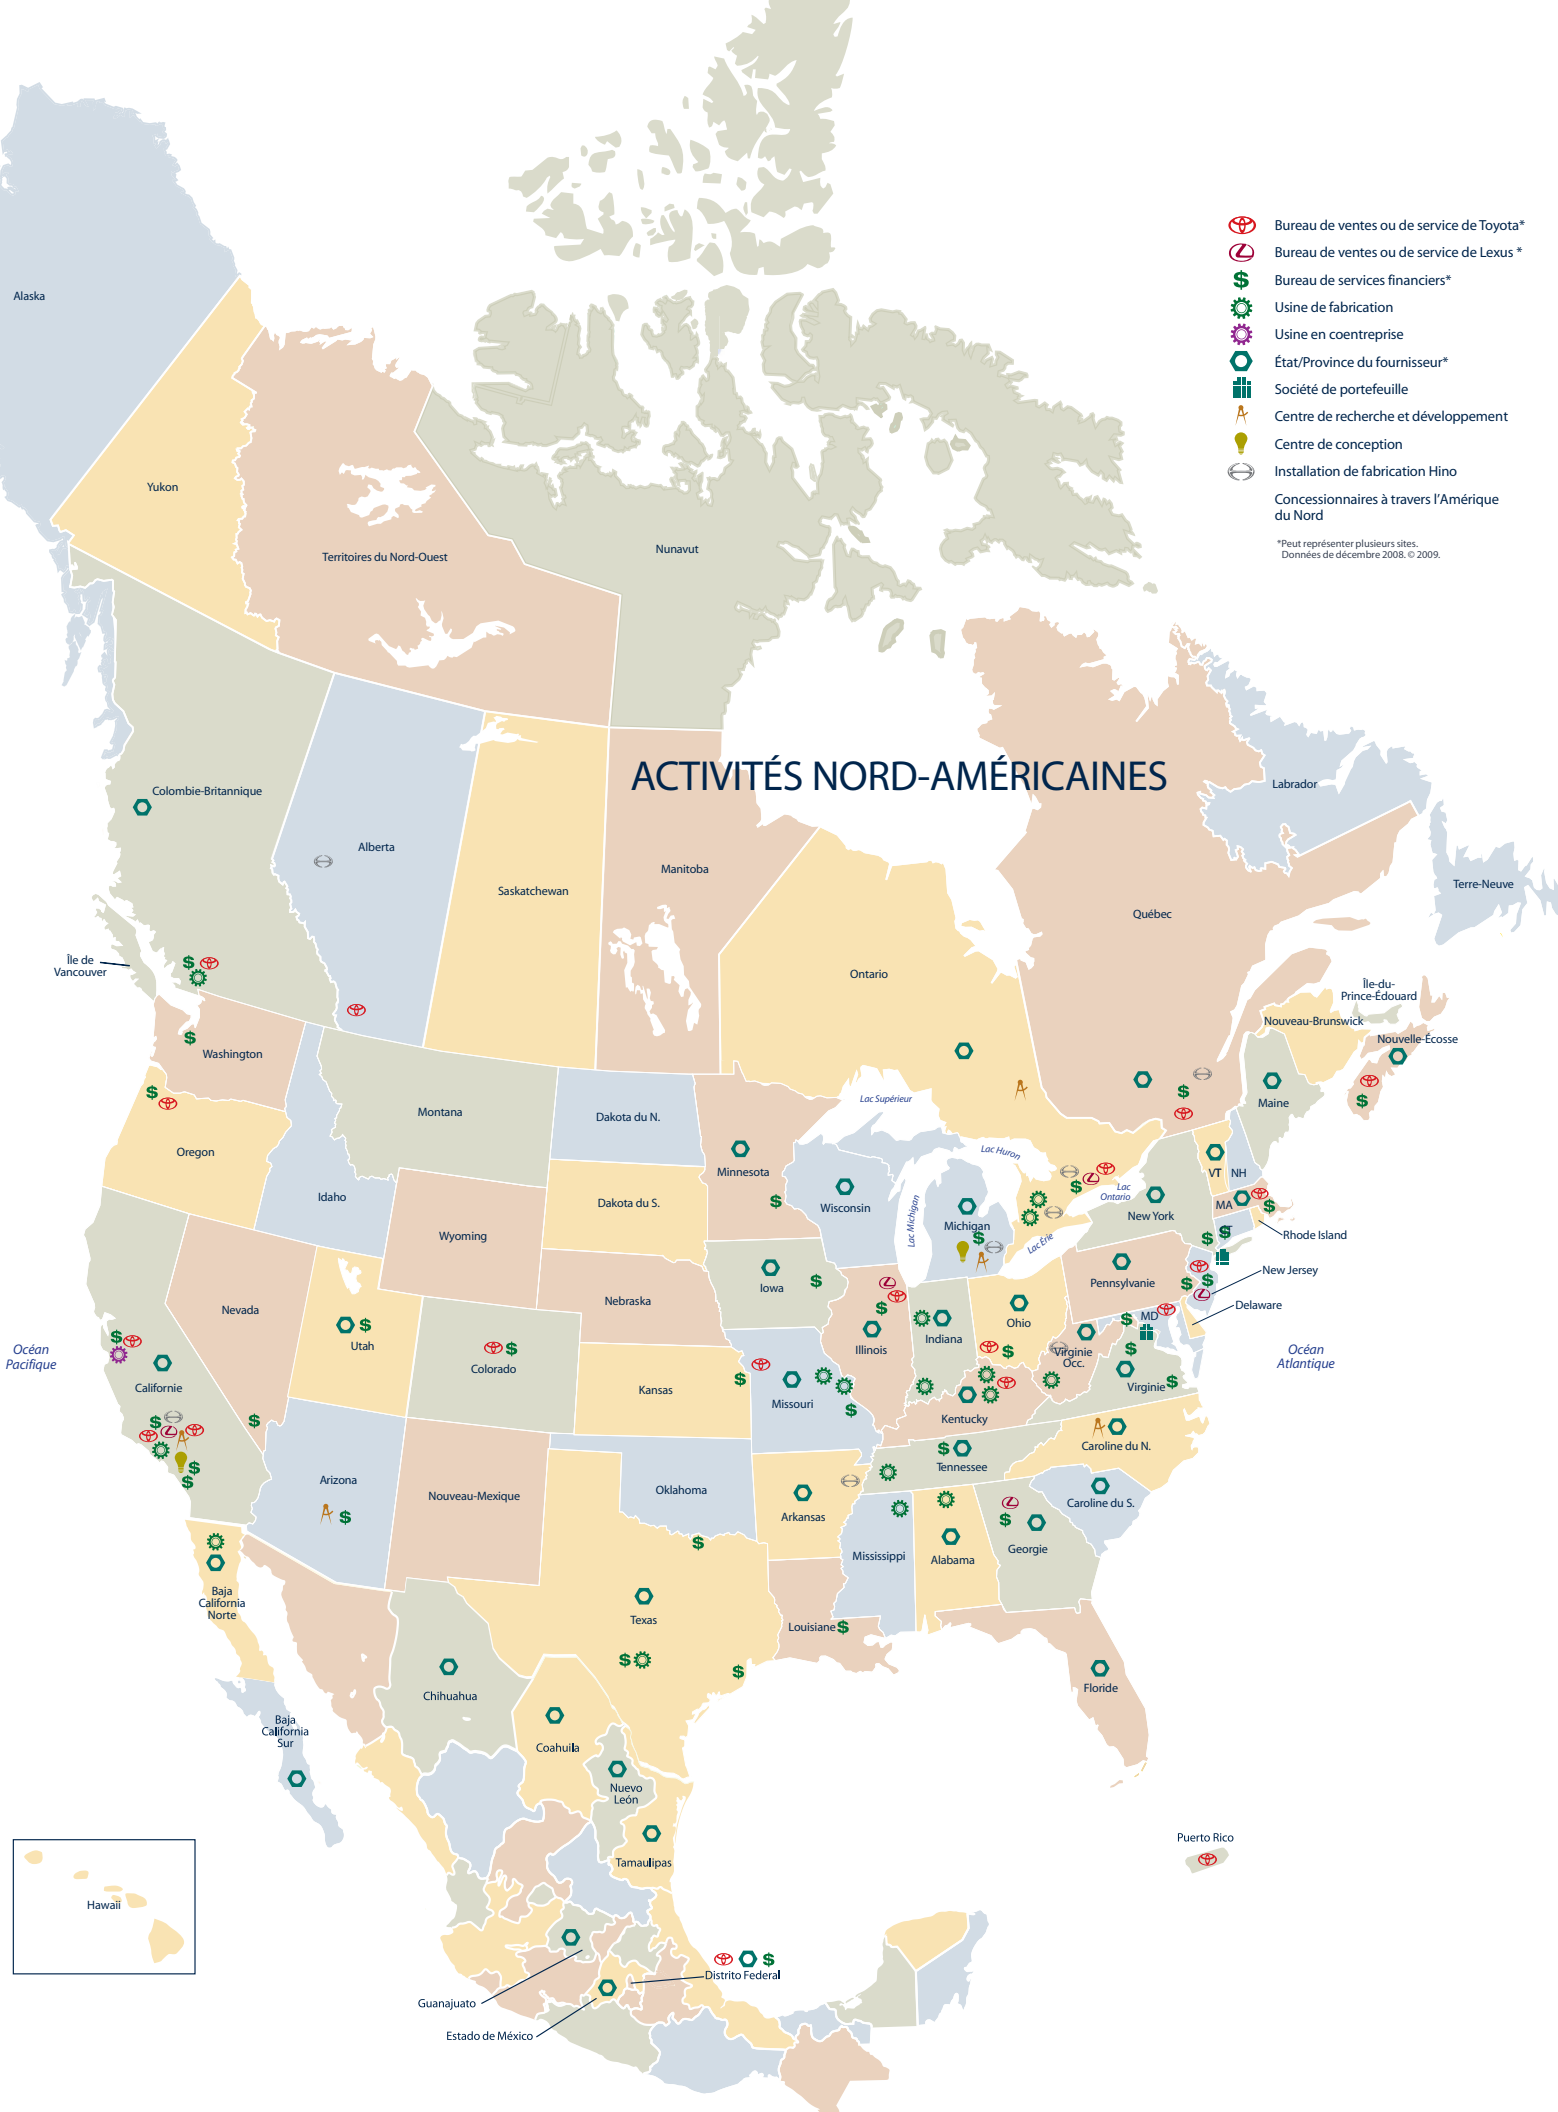 Bureau de ventes ou de service de Toyota*
Bureau de ventes ou de service de Lexus *
Bureau de services financiers*
Usine de fabrication
Usine en coentreprise
État/Province du fournisseur*
Société de portefeuille
Centre de recherche et développement
Centre de conception
Installation de fabrication Hino
Concessionnaires à travers l'Amérique
du Nord
*Peut représenter plusieurs sites.
Données de décembre 2008. © 2009.
Alaska
Yukon
Territoires du Nord-Ouest
Nunavut
ACTIVITÉS NORD-AMÉRICAINES
Colombie-Britannique
Alberta
Saskatchewan
Manitoba
Ontario
Québec
Labrador
Terre-Neuve
Île de
Vancouver
Île-du-
Prince-Édouard
Nouveau-Brunswick
Nouvelle-Écosse
Washington
Oregon
Idaho
Montana
Dakota du N.
Dakota du S.
Minnesota
Wisconsin
Lac Supérieur
Lac Huron
Lac Michigan
Lac
Ontario
Lac Érie
Michigan
Maine
VT
NH
MA
CT
New York
Rhode Island
New Jersey
Delaware
Pennsylvanie
MD
Wyoming
Nebraska
Iowa
Illinois
Indiana
Ohio
Virginie
Occ.
Virginie
Océan
Pacifique
Océan
Atlantique
Nevada
Utah
Colorado
Kansas
Missouri
Kentucky
Californie
Arizona
Nouveau-Mexique
Oklahoma
Arkansas
Tennessee
Caroline du N.
Caroline du S.
Mississippi
Alabama
Georgie
Texas
Louisiane
Floride
Baja
California
Norte
Baja
California
Sur
Chihuahua
Coahuila
Nuevo
León
Tamaulipas
Hawaii
Puerto Rico
Distrito Federal
Guanajuato
Estado de México